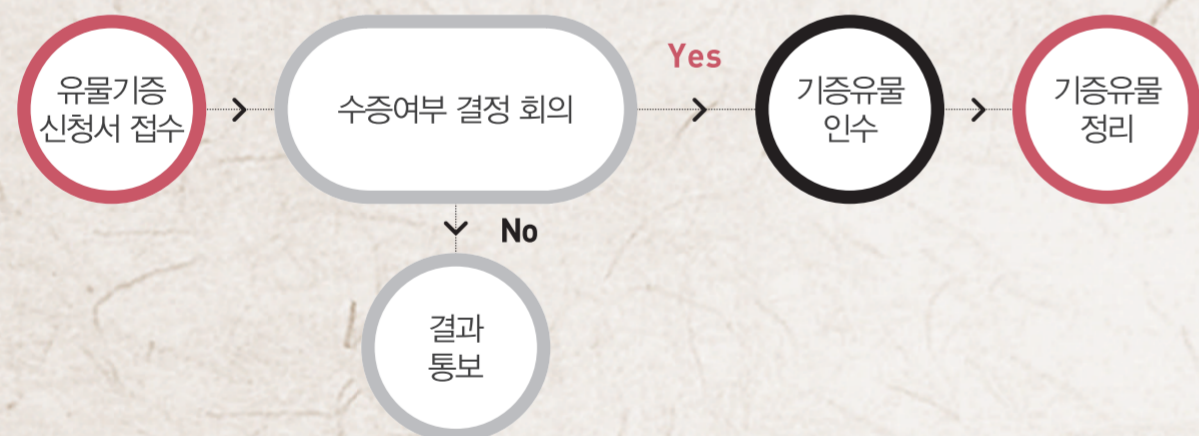 유물기증
신청서 접수
수증여부 결정 회의
Yes
기증유물
인수
기증유물
정리
No
결과
통보